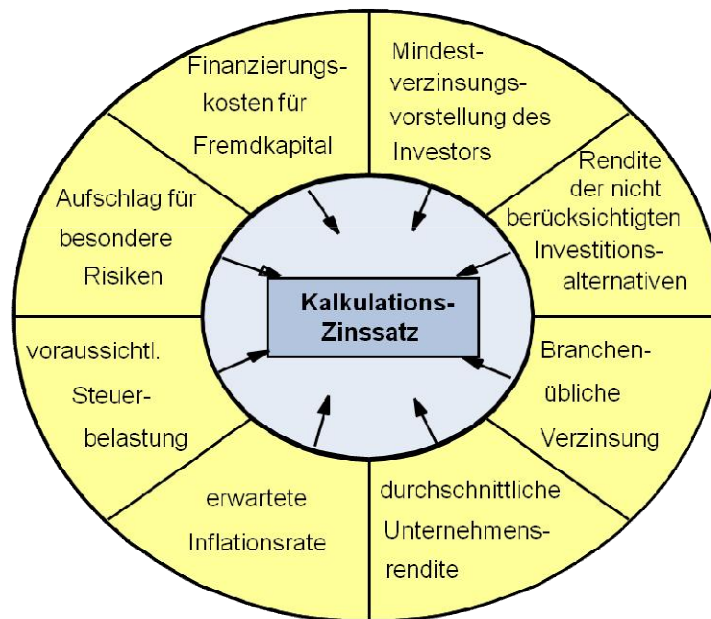 Finanzierungs-
kosten für
Fremdkapital
Mindest-
verzinsungs-
vorstellung des
Investors
Rendite
der nicht
berücksichtigten
Investitions-
alternativen
Branchen-
übliche
Verzinsung
durchschnittliche
Unternehmens-
rendite
erwartete
Inflationsrate
voraussichtl.
Steuer-
belastung
Aufschlag für
besondere
Risiken
Kalkulations-
Zinssatz